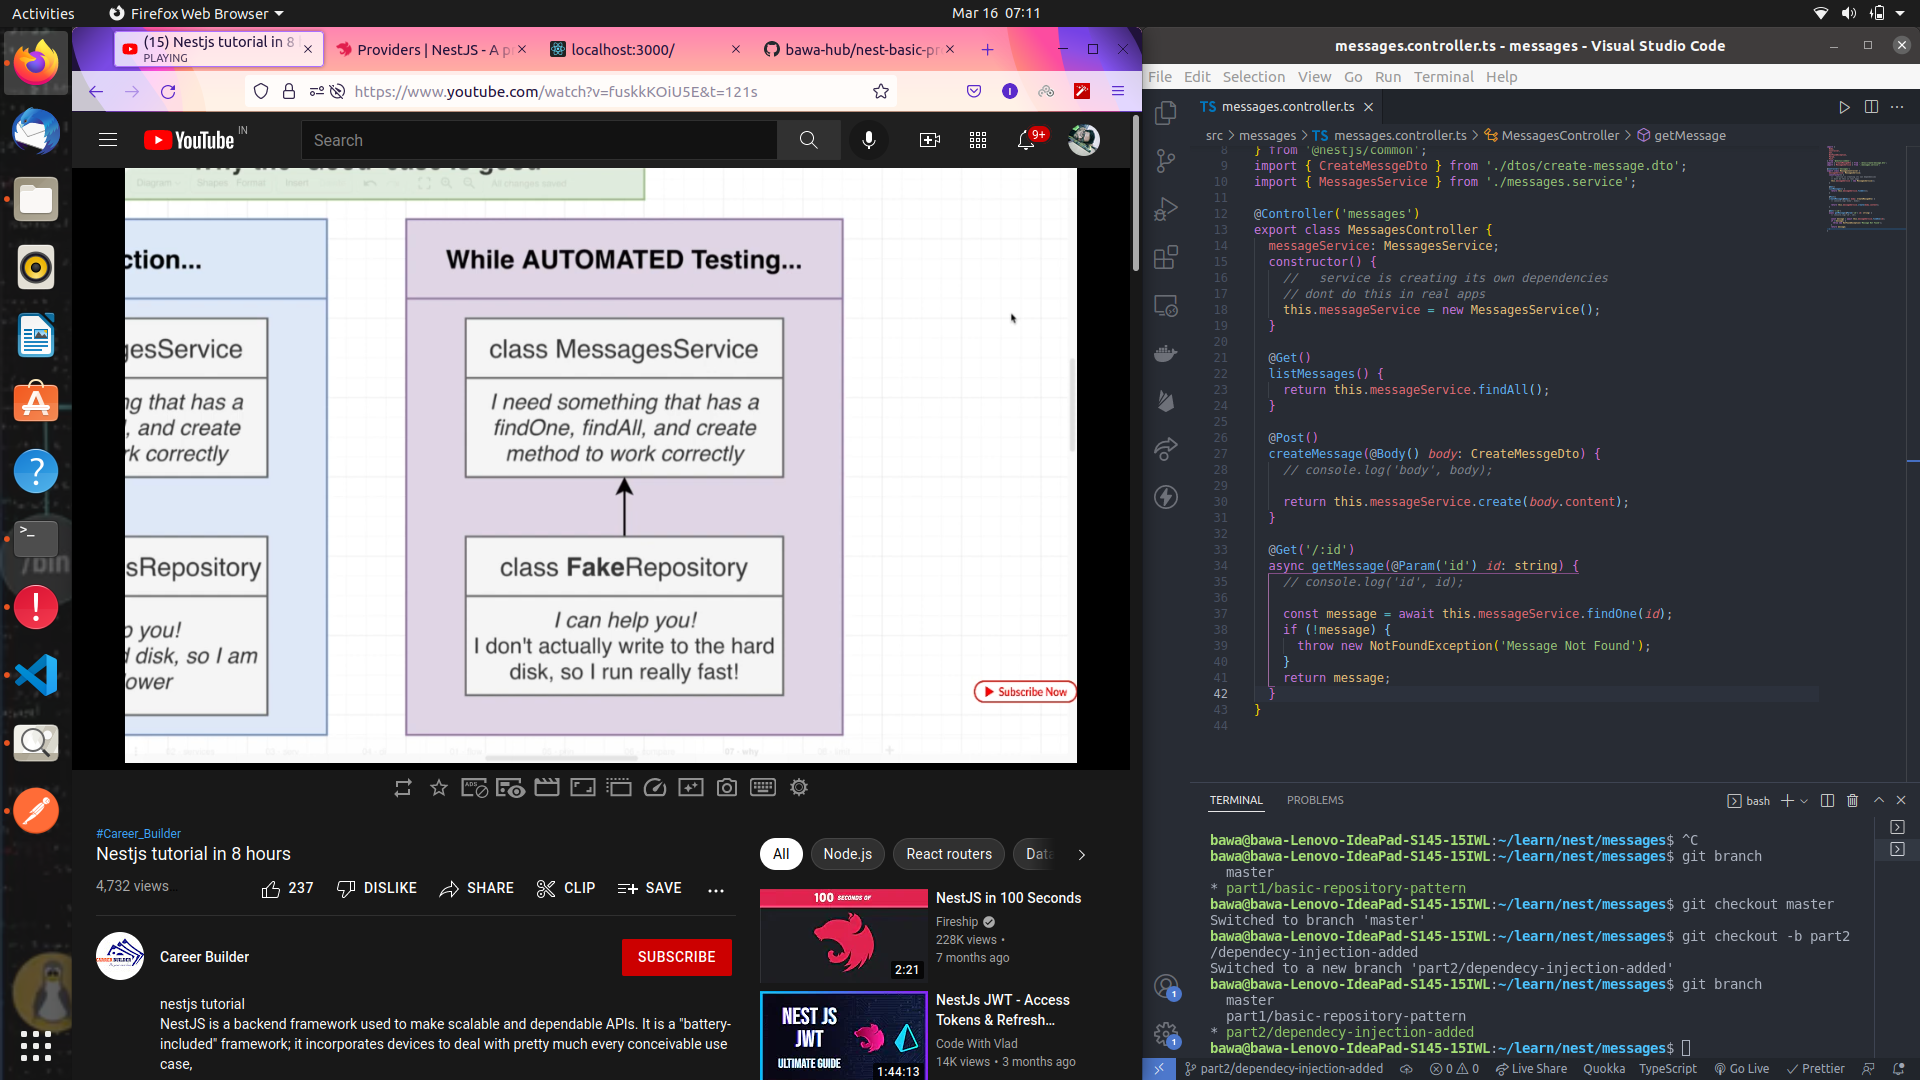 Activities
Firefox Web Browser
Mar 16 07:11
(15) Nestjs tutorial in 8
PLAYING
Providers | NestJS - A p
localhost:3000/
bawa-hub/nest-basic-pr
https://www.youtube.com/watch?v=fuskkKOiU5E&t=121s
YouTube IN
Search
9+
Diagram Shapes Format Insert
All changes saved
ction...
gesService
ng that has a
, and create
rk correctly
sRepository
o you!
d disk, so I am
ower
While AUTOMATED Testing...
class MessagesService
I need something that has a
findOne, findAll, and create
method to work correctly
class FakeRepository
I can help you!
I don't actually write to the hard
disk, so I run really fast!
Subscribe Now
#Career_Builder
Nestjs tutorial in 8 hours
4,732 views
237
DISLIKE
SHARE
CLIP
SAVE
Career Builder
SUBSCRIBE
nestjs tutorial
NestJS is a backend framework used to make scalable and dependable APIs. It is a "battery-
included" framework; it incorporates devices to deal with pretty much every conceivable use
case,
All
Node.js
React routers
Data
100 SECONDS OF
2:21
NestJS in 100 Seconds
Fireship
228K views •
7 months ago
NEST JS
JWT
ULTIMATE GUIDE
1:44:13
NestJs JWT - Access
Tokens & Refresh...
Code With Vlad
14K views • 3 months ago
messages.controller.ts - messages - Visual Studio Code
File Edit Selection View Go Run Terminal Help
TS messages.controller.ts
src > messages > TS messages.controller.ts > MessagesController > getMessage
8 } from '@nestjs/common';
9 import { CreateMessgeDto } from './dtos/create-message.dto';
10 import { MessagesService } from './messages.service';
11
12 @Controller('messages')
13 export class MessagesController {
14 messageService: MessagesService;
15 constructor() {
16 //   service is creating its own dependencies
17 // dont do this in real apps
18 this.messageService = new MessagesService();
19 }
20
21 @Get()
22 listMessages() {
23 return this.messageService.findAll();
24 }
25
26 @Post()
27 createMessage(@Body() body: CreateMessgeDto) {
28 // console.log('body', body);
29
30 return this.messageService.create(body.content);
31 }
32
33 @Get('/:id')
34 async getMessage(@Param('id') id: string) {
35 // console.log('id', id);
36
37 const message = await this.messageService.findOne(id);
38 if (!message) {
39 throw new NotFoundException('Message Not Found');
40 }
41 return message;
42 }
43 }
44
TERMINAL PROBLEMS
bash
bawa@bawa-Lenovo-IdeaPad-S145-15IWL:~/learn/nest/messages$ ^C
bawa@bawa-Lenovo-IdeaPad-S145-15IWL:~/learn/nest/messages$ git branch
master
* part1/basic-repository-pattern
bawa@bawa-Lenovo-IdeaPad-S145-15IWL:~/learn/nest/messages$ git checkout master
Switched to branch 'master'
bawa@bawa-Lenovo-IdeaPad-S145-15IWL:~/learn/nest/messages$ git checkout -b part2
/dependecy-injection-added
Switched to a new branch 'part2/dependecy-injection-added'
bawa@bawa-Lenovo-IdeaPad-S145-15IWL:~/learn/nest/messages$ git branch
master
part1/basic-repository-pattern
* part2/dependecy-injection-added
bawa@bawa-Lenovo-IdeaPad-S145-15IWL:~/learn/nest/messages$
part2/dependecy-injection-added
0 0
Live Share
Quokka
TypeScript
Go Live
Prettier